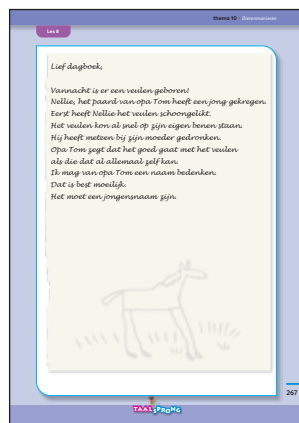 thema 10 Dierenwensen
Les 8
Lief dagboek,
Vannacht is er een veulen geboren!
Nellie, het paard van opa Tom heeft een jong gekregen.
Eerst heeft Nellie het veulen schoongelikt.
Het veulen kon al snel op zijn eigen benen staan.
Hij heeft meteen bij zijn moeder gedronken.
Opa Tom zegt dat het goed gaat met het veulen
als die dat al allemaal zelf kan.
Ik mag van opa Tom een naam bedenken.
Dat is best moeilijk.
Het moet een jongensnaam zijn.
267
TAALSPRONG